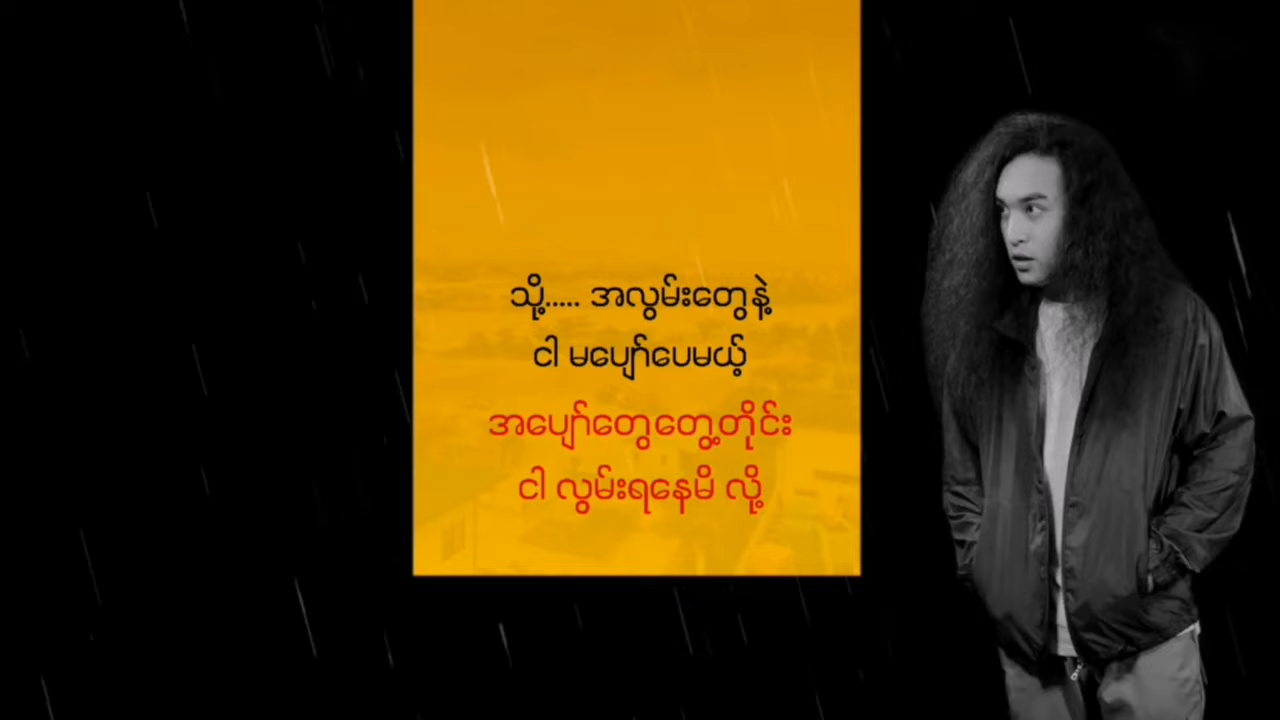 သို့..... အလွမ်းတွေနဲ့
ငါ မပျော်ပေမယ့်
အပျော်တွေတွေ့တိုင်း
ငါ လွမ်းရနေမိ လို့